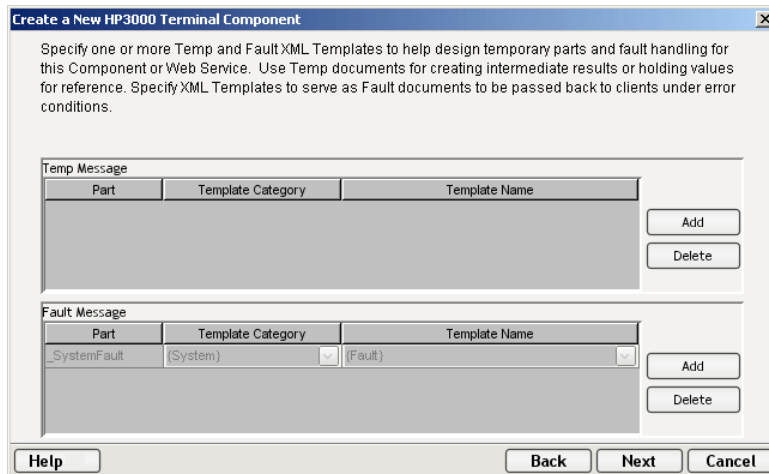 Create a New HP3000 Terminal Component
Specify one or more Temp and Fault XML Templates to help design temporary parts and fault handling for
this Component or Web Service. Use Temp documents for creating intermediate results or holding values
for reference. Specify XML Templates to serve as Fault documents to be passed back to clients under error
conditions.
Temp Message
Part Template Category Template Name
Add
Delete
Fault Message
Part Template Category Template Name
_SystemFault {System} {Fault}
Add
Delete
Help Back Next Cancel